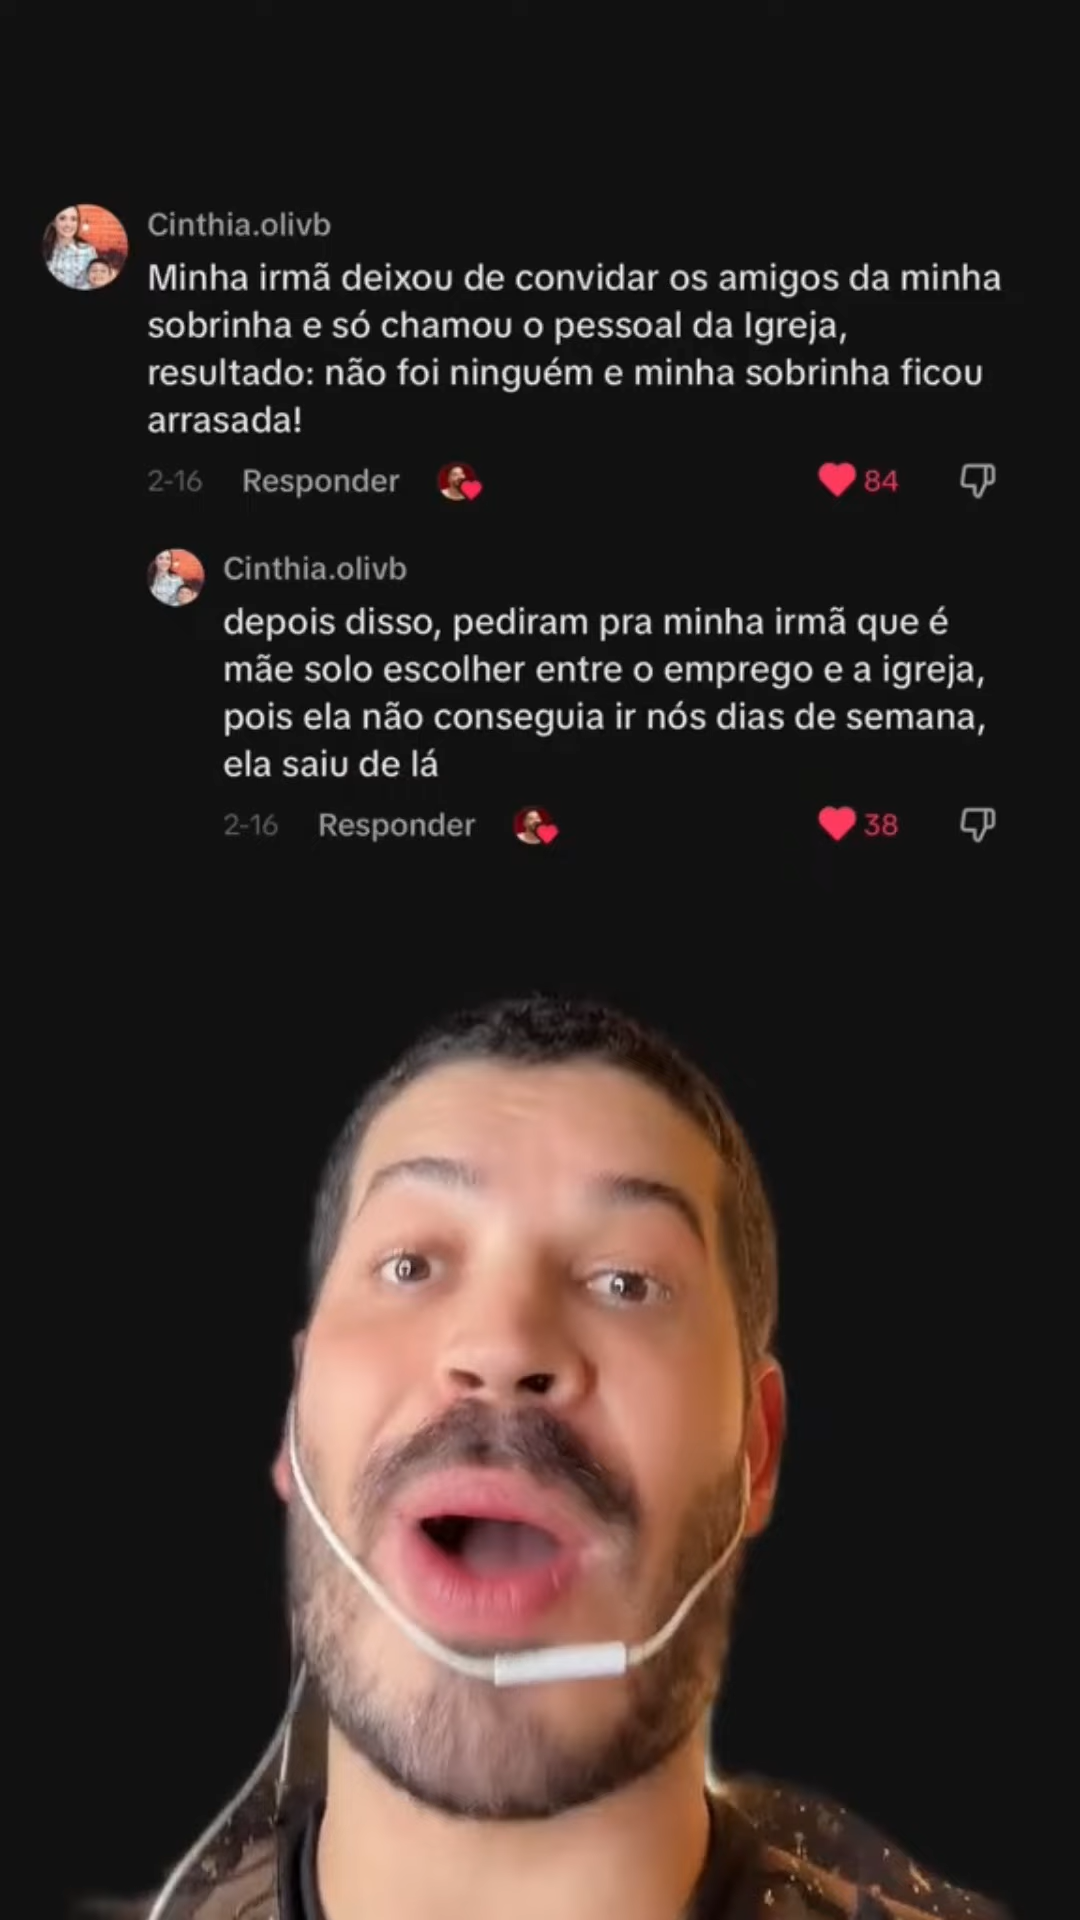 Cinthia.olivb
Minha irmã deixou de convidar os amigos da minha
sobrinha e só chamou o pessoal da Igreja,
resultado: não foi ninguém e minha sobrinha ficou
arrasada!
2-16 Responder 84
Cinthia.olivb
depois disso, pediram pra minha irmã que é
mãe solo escolher entre o emprego e a igreja,
pois ela não conseguia ir nós dias de semana,
ela saiu de lá
2-16 Responder 38